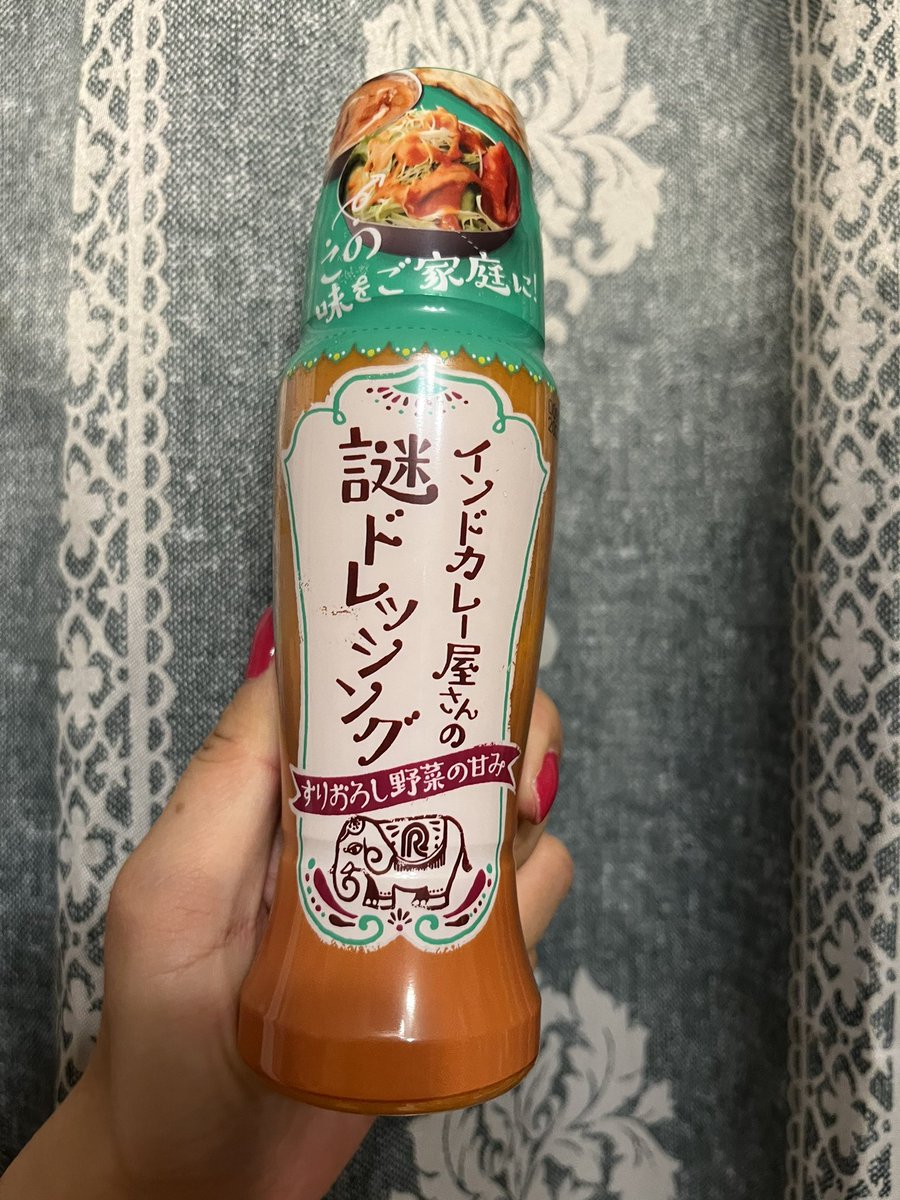 この
味をご家庭に!
インドカレー屋さんの
謎ドレッシング
すりおろし野菜の甘み
R